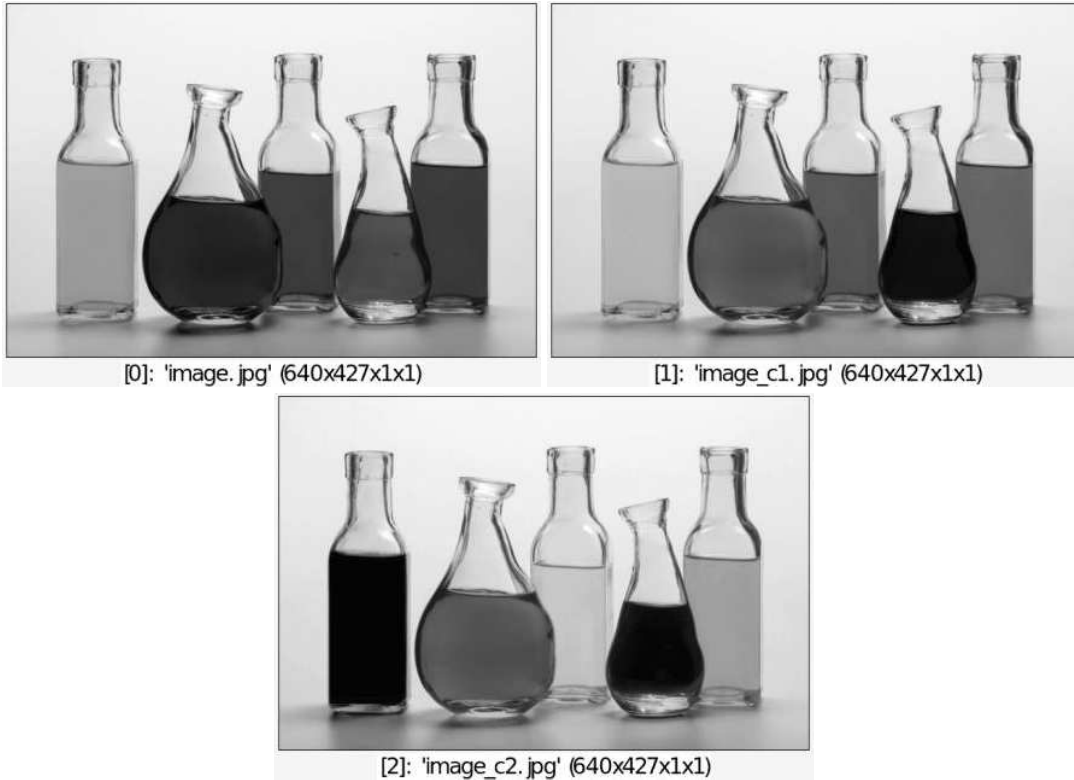 [0]: 'image.jpg' (640x427x1x1)
[1]: 'image_c1.jpg' (640x427x1x1)
[2]: 'image_c2.jpg' (640x427x1x1)